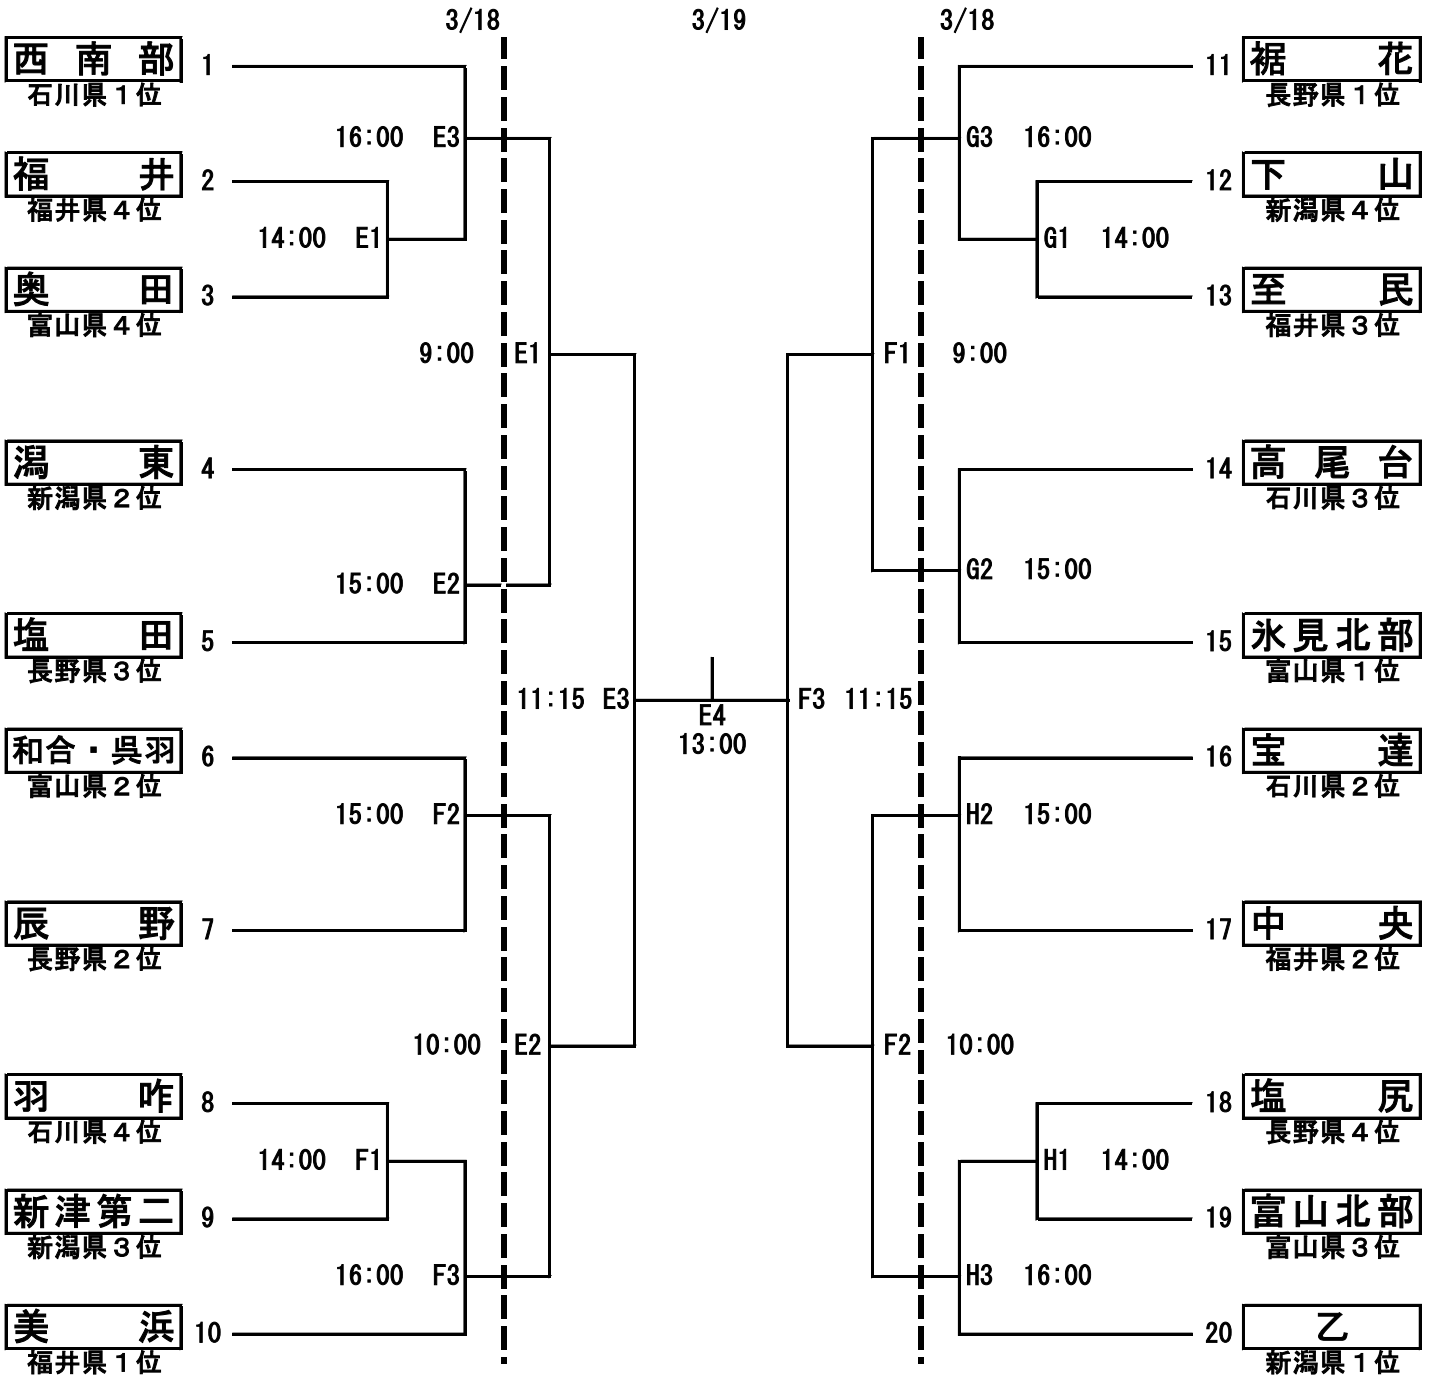 3/18 3/19 3/18
西南部 1
石川県1位
16:00 E3
福井 2
福井県4位
14:00 E1
奥田 3
富山県4位
9:00 E1
潟東 4
新潟県2位
15:00 E2
塩田 5
長野県3位
11:15 E3
和合・呉羽 6
富山県2位
15:00 F2
辰野 7
長野県2位
10:00 E2
羽咋 8
石川県4位
14:00 F1
新津第二 9
新潟県3位
16:00 F3
美浜 10
福井県1位
E4
13:00
11 裾花
長野県1位
G3 16:00
12 下山
新潟県4位
G1 14:00
13 至民
福井県3位
F1 9:00
14 高尾台
石川県3位
G2 15:00
15 氷見北部
富山県1位
F3 11:15
16 宝達
石川県2位
H2 15:00
17 中央
福井県2位
F2 10:00
18 塩尻
長野県4位
H1 14:00
19 富山北部
富山県3位
H3 16:00
20 乙
新潟県1位